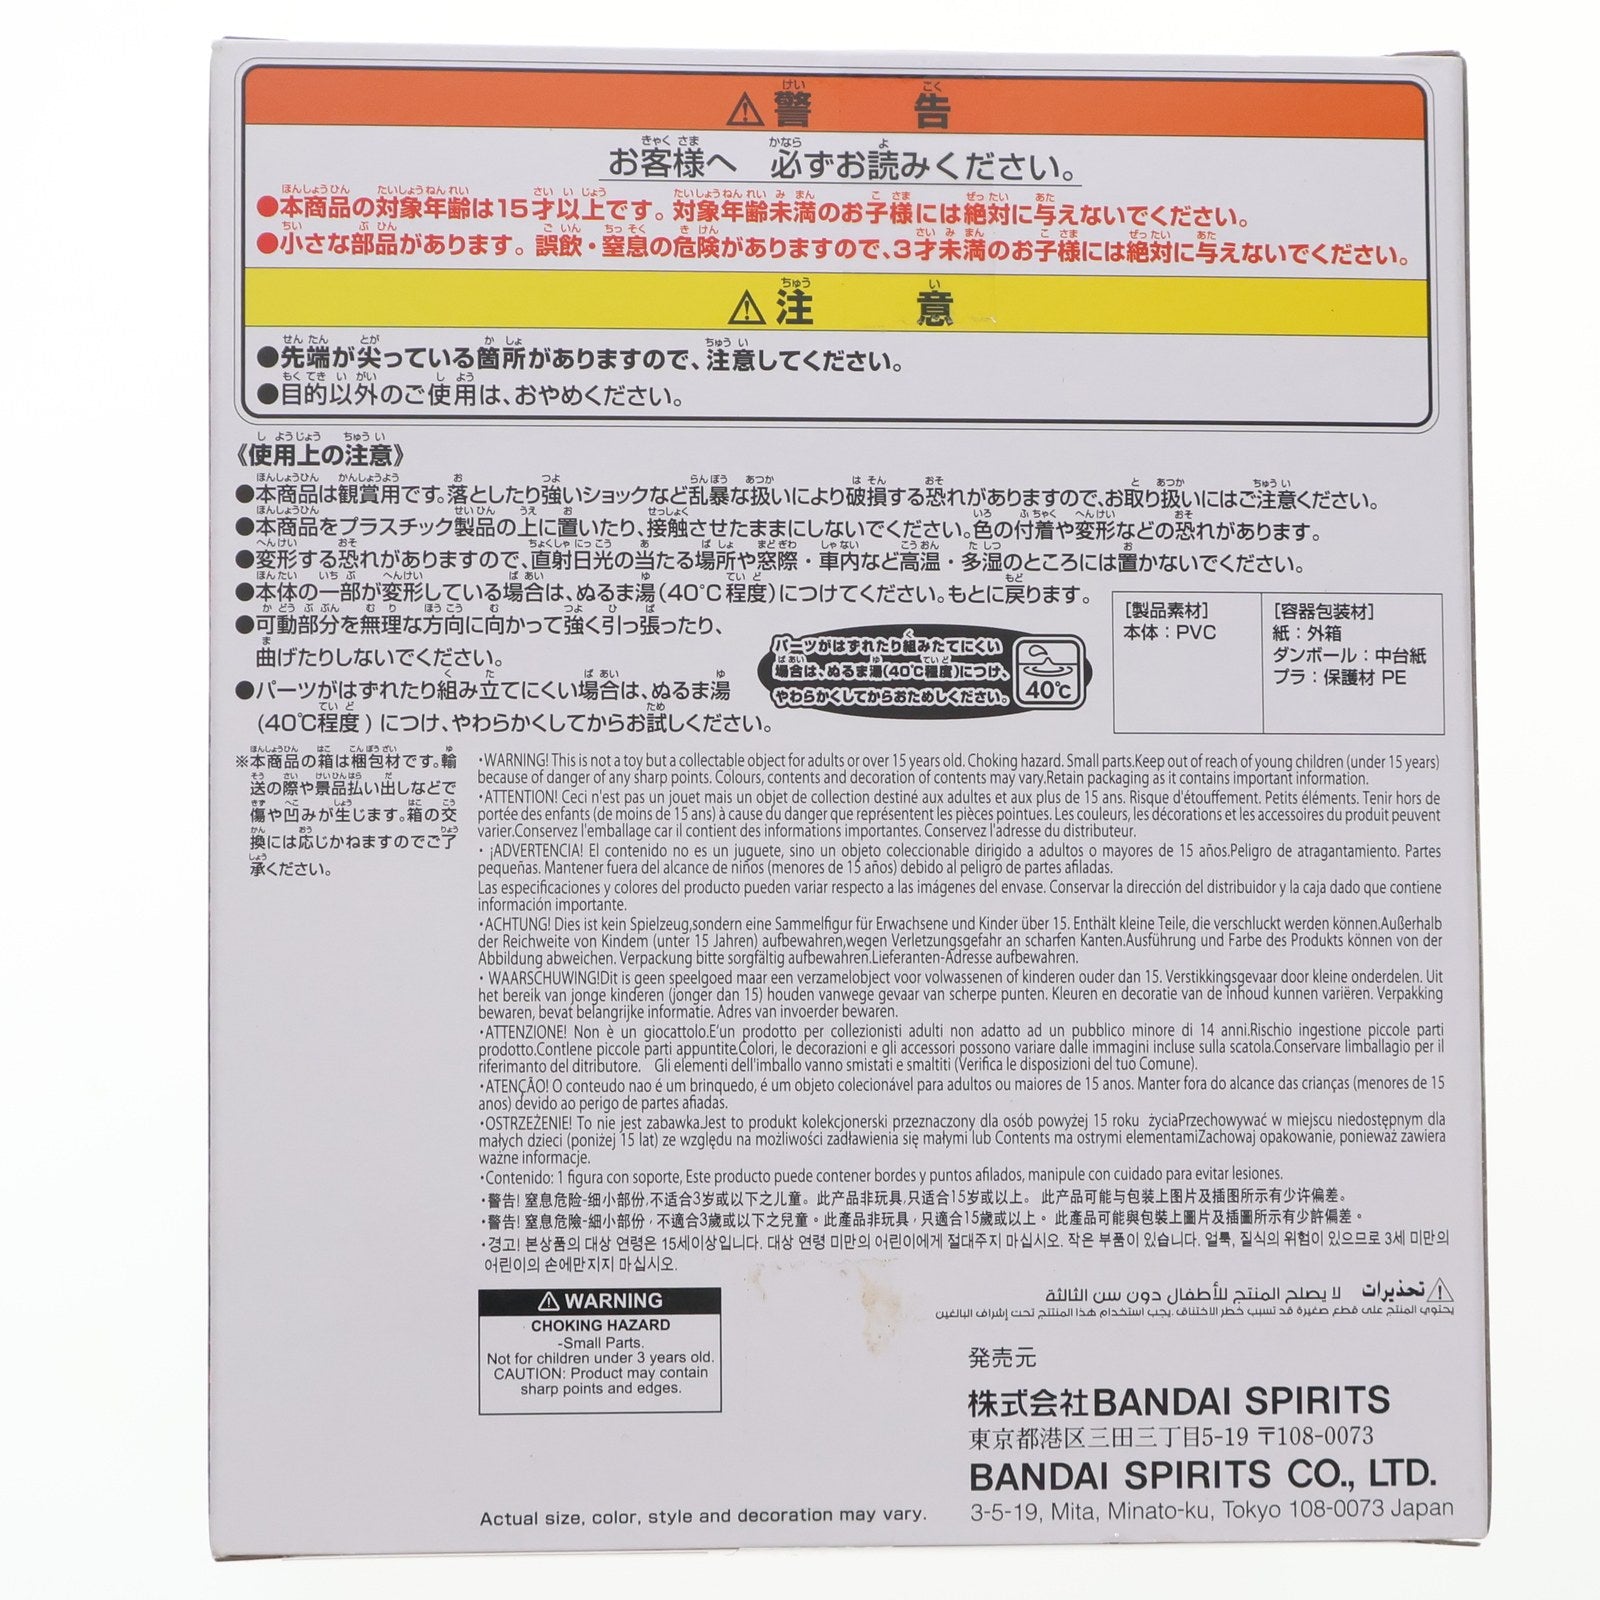 ⚠警告
お客様へ 必ずお読みください。
●本商品の対象年齢は15才以上です。対象年齢未満のお子様には絶対に与えないでください。
●小さな部品があります。誤飲・窒息の危険がありますので、3才未満のお子様には絶対に与えないでください。
⚠注意
●先端が尖っている箇所がありますので、注意してください。
●目的以外のご使用は、おやめください。
《使用上の注意》
●本商品は観賞用です。落としたり強いショックなど乱暴な扱いにより破損する恐れがありますので、お取り扱いにはご注意ください。
●本商品をプラスチック製品の上に置いたり、接触させたままにしないでください。色の付着や変形などの恐れがあります。
●変形する恐れがありますので、直射日光の当たる場所や窓際・車内など高温・多湿のところには置かないでください。
●本体の一部が変形している場合は、ぬるま湯(40℃程度)につけてください。もとに戻ります。
●可動部分を無理な方向に向かって強く引っ張ったり、
曲げたりしないでください。
●パーツがはずれたり組み立てにくい場合は、ぬるま湯
(40℃程度)につけ、やわらかくしてからお試しください。
パーツがはずれたり組みたてにくい
場合は、ぬるま湯(40℃程度)につけ、
やわらかくしてからおためしください。
40℃
[製品素材]
本体：PVC
[容器包装材]
紙：外箱
ダンボール：中台紙
プラ：保護材 PE
※本商品の箱は梱包材です。輸
送の際や景品払い出しなどで
傷や凹みが生じます。箱の交
換には応じかねますのでご了
承ください。
・WARNING! This is not a toy but a collectable object for adults or over 15 years old. Choking hazard. Small parts.Keep out of reach of young children (under 15 years)
because of danger of any sharp points. Colours, contents and decoration of contents may vary.Retain packaging as it contains important information.
・ATTENTION! Ceci n'est pas un jouet mais un objet de collection destiné aux adultes et aux plus de 15 ans. Risque d'étouffement. Petits éléments. Tenir hors de
portée des enfants (de moins de 15 ans) à cause du danger que représentent les pièces pointues. Les couleurs, les décorations et les accessoires du produit peuvent
varier.Conservez l'emballage car il contient des informations importantes. Conservez l'adresse du distributeur.
・¡ADVERTENCIA! El contenido no es un juguete, sino un objeto coleccionable dirigido a adultos o mayores de 15 años.Peligro de atragantamiento. Partes
pequeñas. Mantener fuera del alcance de niños (menores de 15 años) debido al peligro de partes afiladas.
Las especificaciones y colores del producto pueden variar respecto a las imágenes del envase. Conservar la dirección del distribuidor y la caja dado que contiene
información importante.
・ACHTUNG! Dies ist kein Spielzeug,sondern eine Sammelfigur für Erwachsene und Kinder über 15. Enthält kleine Teile, die verschluckt werden können.Außerhalb
der Reichweite von Kindem (unter 15 Jahren) aufbewahren,wegen Verletzungsgefahr an scharfen Kanten.Ausführung und Farbe des Produkts können von der
Abbildung abweichen. Verpackung bitte sorgfältig aufbewahren.Lieferanten-Adresse aufbewahren.
・WAARSCHUWING!Dit is geen speelgoed maar een verzamelobject voor volwassenen of kinderen ouder dan 15. Verstikkingsgevaar door kleine onderdelen. Uit
het bereik van jonge kinderen (jonger dan 15) houden vanwege gevaar van scherpe punten. Kleuren en decoratie van de inhoud kunnen variëren. Verpakking
bewaren, bevat belangrijke informatie. Adres van invoerder bewaren.
・ATTENZIONE! Non è un giocattolo.E'un prodotto per collezionisti adulti non adatto ad un pubblico minore di 14 anni.Rischio ingestione piccole parti
prodotto.Contlene piccole parti appuntite.Colori, le decorazioni e gli accessori possono variare dalle immagini incluse sulla scatola.Conservare limballagio per il
riferimanto del ditributore. Gli elementi dell'imballo vanno smistati e smaltiti (Verifica le disposizioni del tuo Comune).
・ATENÇÃO! O conteudo nao é um brinquedo, é um objeto colecionável para adultos ou maiores de 15 anos. Manter fora do alcance das crianças (menores de 15
anos) devido ao perigo de partes afiadas.
・OSTRZEŻENIE! To nie jest zabawka.Jest to produkt kolekcjonerski przeznaczony dla osób powyżej 15 roku życiaPrzechowywać w miejscu niedostępnym dla
małych dzieci (poniżej 15 lat) ze względu na możliwości zadławienia się małymi lub Contents ma ostrymi elementamiZachowaj opakowanie, ponieważ zawiera
ważne informacje.
・Contenido: 1 figura con soporte, Este producto puede contener bordes y puntos afilados, manipule con cuidado para evitar lesiones.
・警告! 窒息危险-细小部份,不适合3岁或以下之儿童。此产品非玩具,只适合15岁或以上。 此产品可能与包装上图片及插图所示有少许偏差。
・警告! 窒息危險-細小部份，不適合3歲或以下之兒童。此產品非玩具，只適合15歲或以上。 此產品可能與包裝上圖片及插圖所示有少許偏差。
・경고! 본상품의 대상 연령은 15세이상입니다. 대상 연령 미만의 어린이에게 절대주지 마십시오. 작은 부품이 있습니다. 얼룩, 질식의 위험이 있으므로 3세 미만의
어린이의 손에만지지 마십시오.
⚠تحذيرات لا يصلح المنتج للأطفال دون سن الثالثة
يحتوي المنتج على قطع صغيرة قد تسبب خطر الاختناق. يجب استخدام هذا المنتج تحت إشراف البالغين
⚠ WARNING
CHOKING HAZARD
-Small Parts.
Not for children under 3 years old.
CAUTION: Product may contain
sharp points and edges.
発売元
株式会社BANDAI SPIRITS
東京都港区三田三丁目5-19 〒108-0073
BANDAI SPIRITS CO., LTD.
3-5-19, Mita, Minato-ku, Tokyo 108-0073 Japan
Actual size, color, style and decoration may vary.